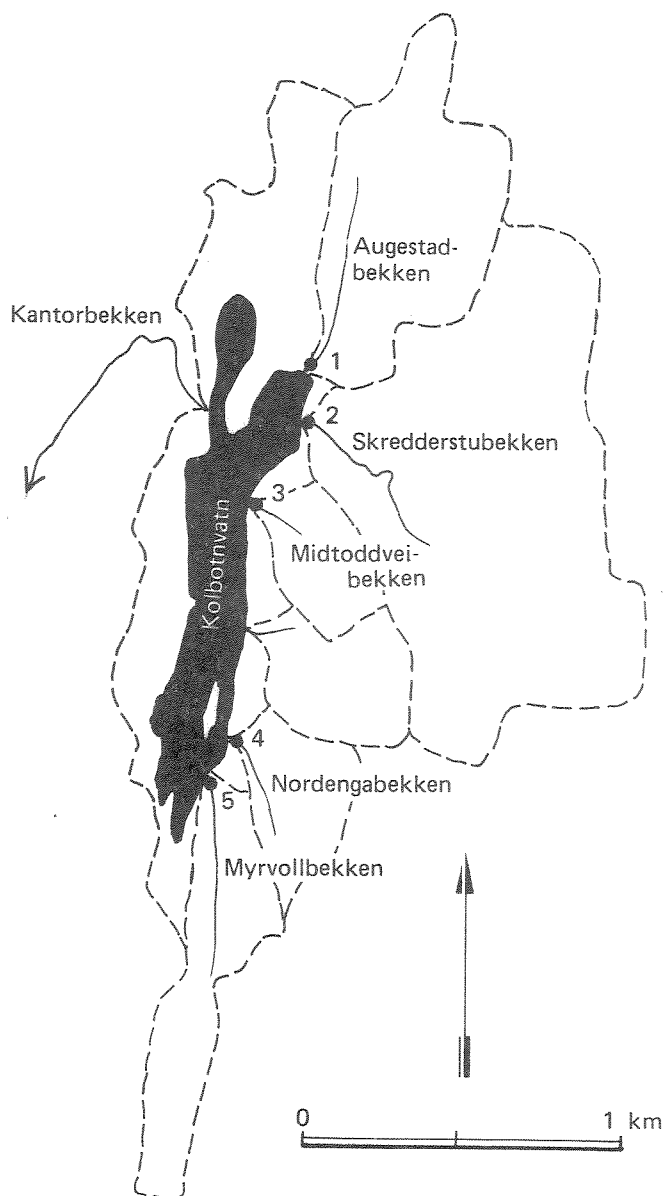 Augestad-
bekken
Kantorbekken
1
2
Skredderstubekken
3
Midtoddvei-
bekken
Kolbotnvatn
4
Nordengabekken
5
Myrvollbekken
0 1 km